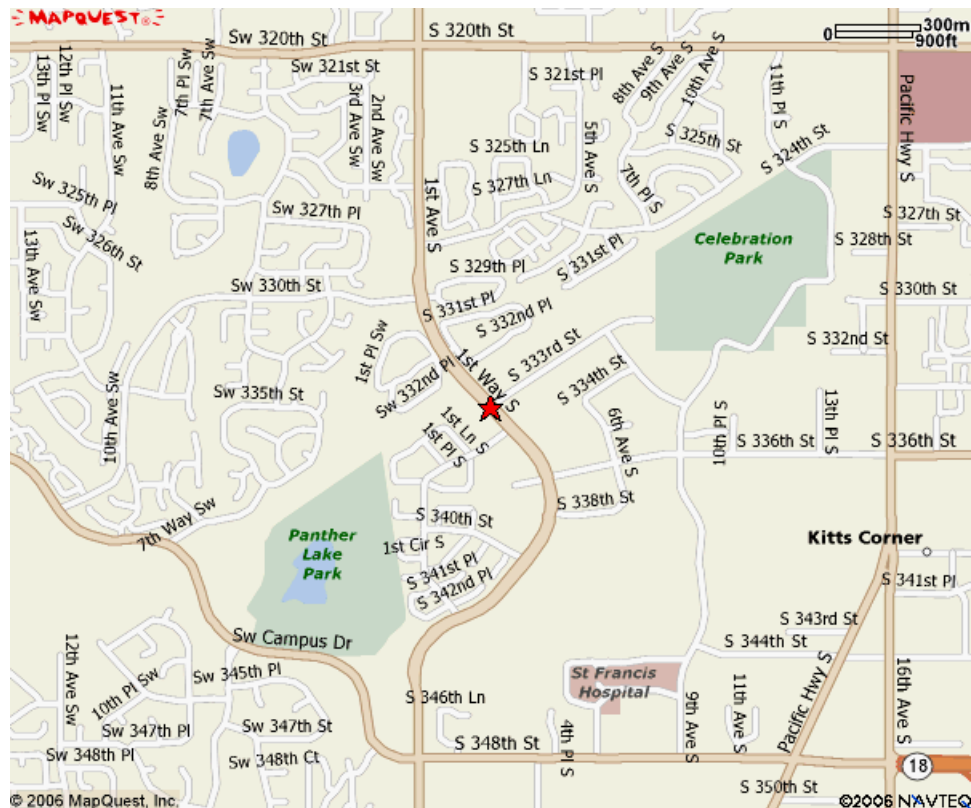 MAPQUEST®
Sw 320th St
S 320th St
0 300m
900ft
13th Pl Sw
12th Pl Sw
11th Ave Sw
7th Pl Sw
7th Ave Sw
8th Ave Sw
Sw 321st St
3rd Ave Sw
2nd Ave Sw
S 321st Pl
8th Ave S
9th Ave S
10th Ave S
11th Pl S
Pacific Hwy S
S 325th Ln
5th Ave S
S 325th St
S 324th St
S 327th Ln
7th Pl S
1st Ave S
Sw 325th Pl
Sw 326th St
Sw 327th Pl
S 327th St
S 328th St
13th Ave Sw
Celebration
Park
S 329th Pl
S 331st Pl
Sw 330th St
S 331st Pl
S 330th St
S 332nd Pl
S 332nd St
1st Pl Sw
1st Way S
S 333rd St
Sw 332nd Pl
S 334th St
Sw 335th St
10th Ave Sw
1st Ln S
1st Pl S
6th Ave S
10th Pl S
13th Pl S
S 336th St
S 336th St
7th Way Sw
S 338th St
S 340th St
Panther
Lake
Park
1st Cir S
S 341st Pl
S 342nd Pl
Kitts Corner
S 341st Pl
S 343rd St
S 344th St
Sw Campus Dr
12th Ave Sw
10th Pl Sw
Sw 345th Pl
St Francis
Hospital
S 346th Ln
9th Ave S
11th Ave S
Pacific Hwy S
16th Ave S
Sw 347th Pl
Sw 347th St
Sw 348th Pl
Sw 348th Ct
S 348th St
4th Pl S
18
S 350th St
© 2006 MapQuest, Inc.
©2006 NAVTEQ